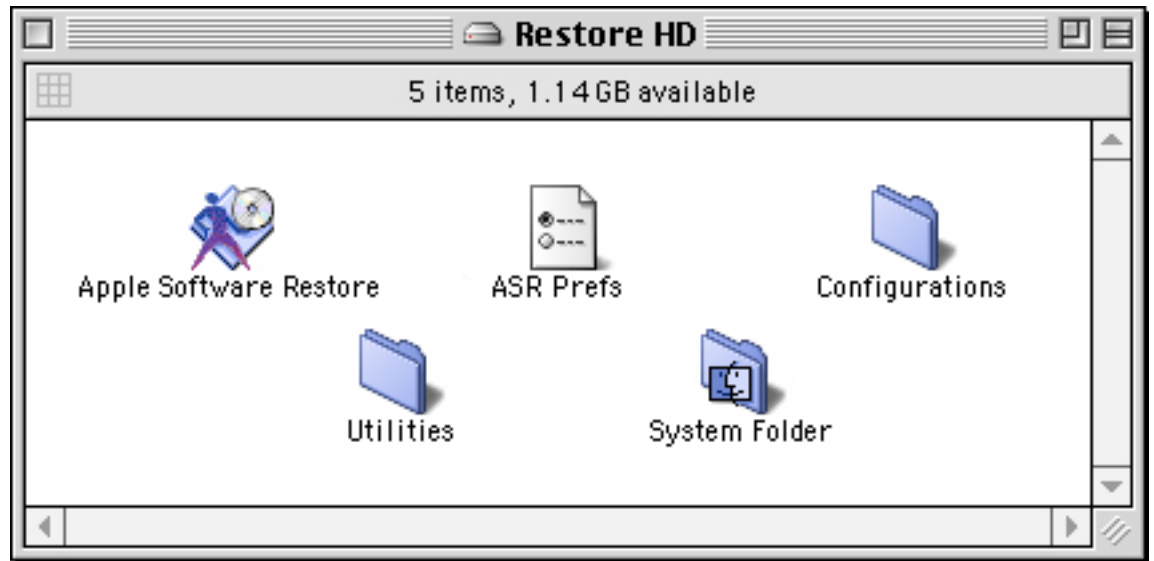 Restore HD
5 items, 1.14 GB available
Apple Software Restore
ASR Prefs
Configurations
Utilities
System Folder